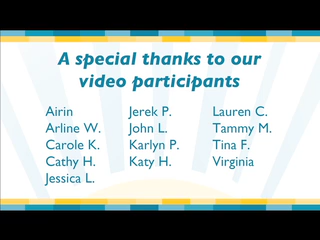 A special thanks to our
video participants
Airin
Arline W.
Carole K.
Cathy H.
Jessica L.
Jerek P.
John L.
Karlyn P.
Katy H.
Lauren C.
Tammy M.
Tina F.
Virginia